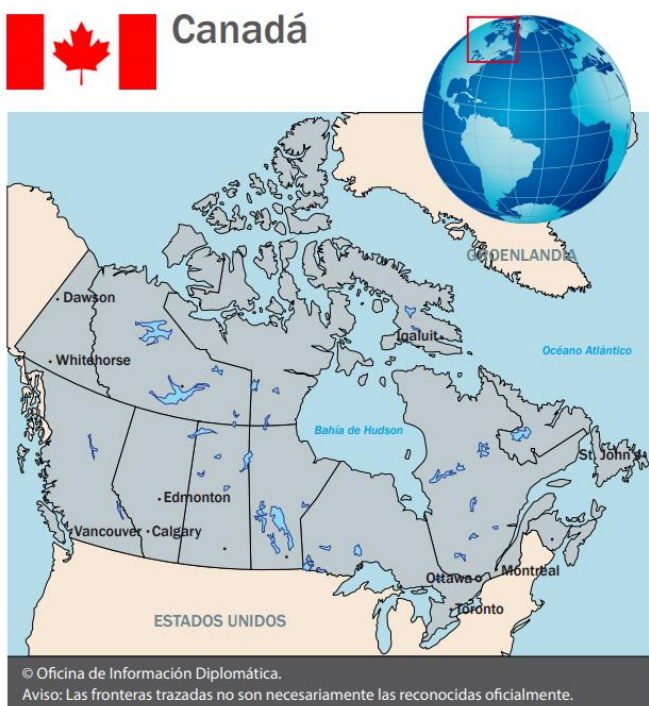 Canadá
GROENLANDIA
Dawson
Iqaluit
Whitehorse
Océano Atlántico
Bahía de Hudson
St. John's
Edmonton
Vancouver
Calgary
Ottawa
Montreal
Toronto
ESTADOS UNIDOS
© Oficina de Información Diplomática.
Aviso: Las fronteras trazadas no son necesariamente las reconocidas oficialmente.